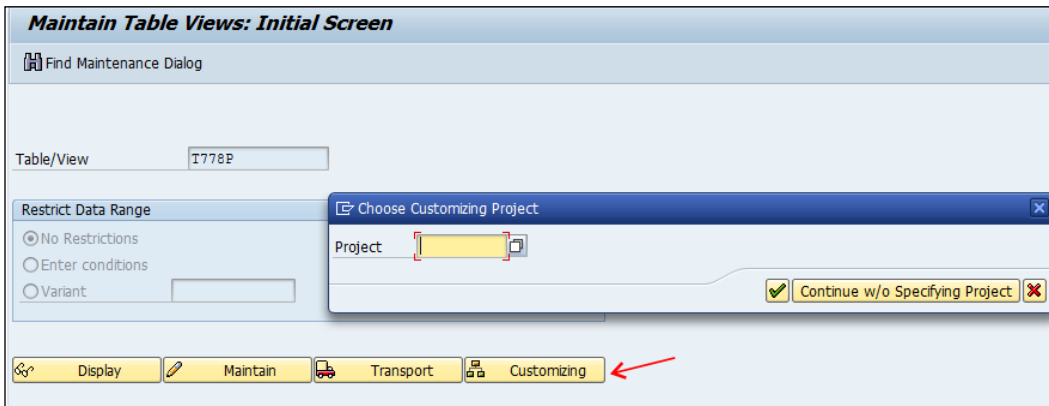 Maintain Table Views: Initial Screen
Find Maintenance Dialog
Table/View T778P
Restrict Data Range
No Restrictions
Enter conditions
Variant
Choose Customizing Project
Project
Continue w/o Specifying Project
Display Maintain Transport Customizing